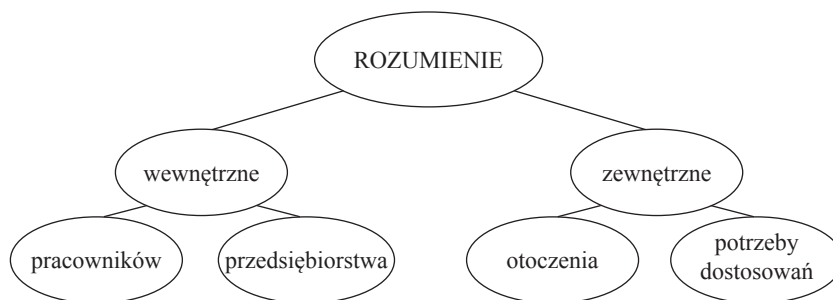 ROZUMIENIE
wewnętrzne
zewnętrzne
pracowników
przedsiębiorstwa
otoczenia
potrzeby
dostosowań